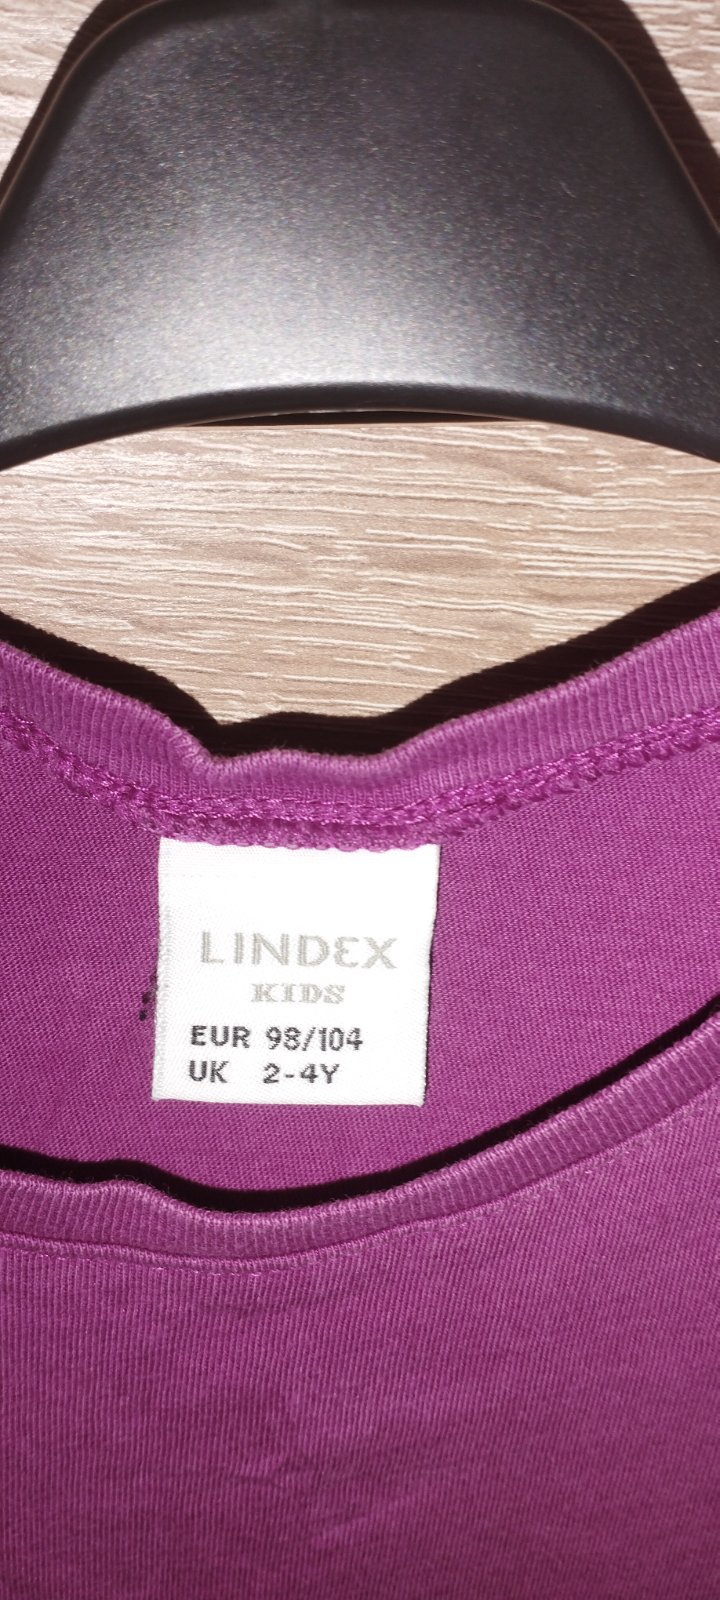 LINDEX
KIDS
EUR 98/104
UK 2-4Y